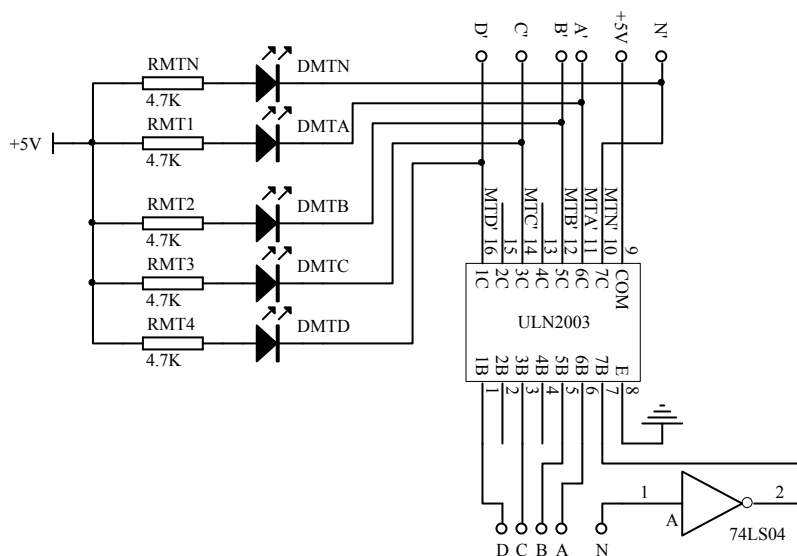 D' C' B' A' +5V N'
RMTN DMTN
4.7K
RMT1 DMTA
+5V 4.7K
RMT2 DMTB
4.7K
RMT3 DMTC
4.7K
RMT4 DMTD
4.7K
MTD' MTC' MTB' MTA' MTN'
16 15 14 13 12 11 10 9
1C 2C 3C 4C 5C 6C 7C COM
ULN2003
1B 2B 3B 4B 5B 6B 7B E
1 2 3 4 5 6 7 8
1 2
A 74LS04
D C B A N